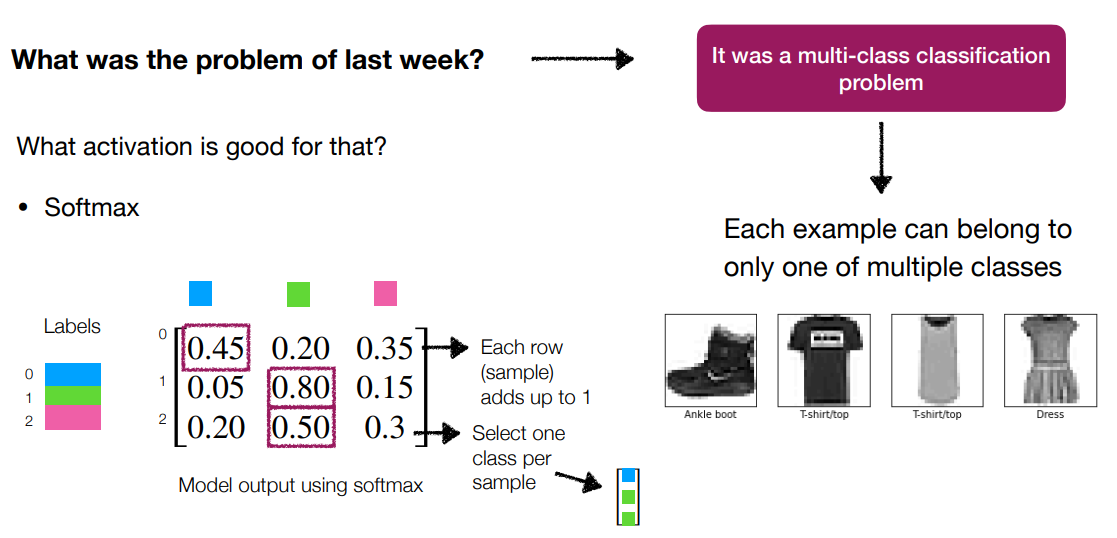 What was the problem of last week?
It was a multi-class classification
problem
What activation is good for that?
• Softmax
Each example can belong to
only one of multiple classes
Labels
0
1
2
0 0.45 0.20 0.35
1 0.05 0.80 0.15
2 0.20 0.50 0.3
Each row
(sample)
adds up to 1
Select one
class per
sample
Model output using softmax
Ankle boot
T-shirt/top
T-shirt/top
Dress